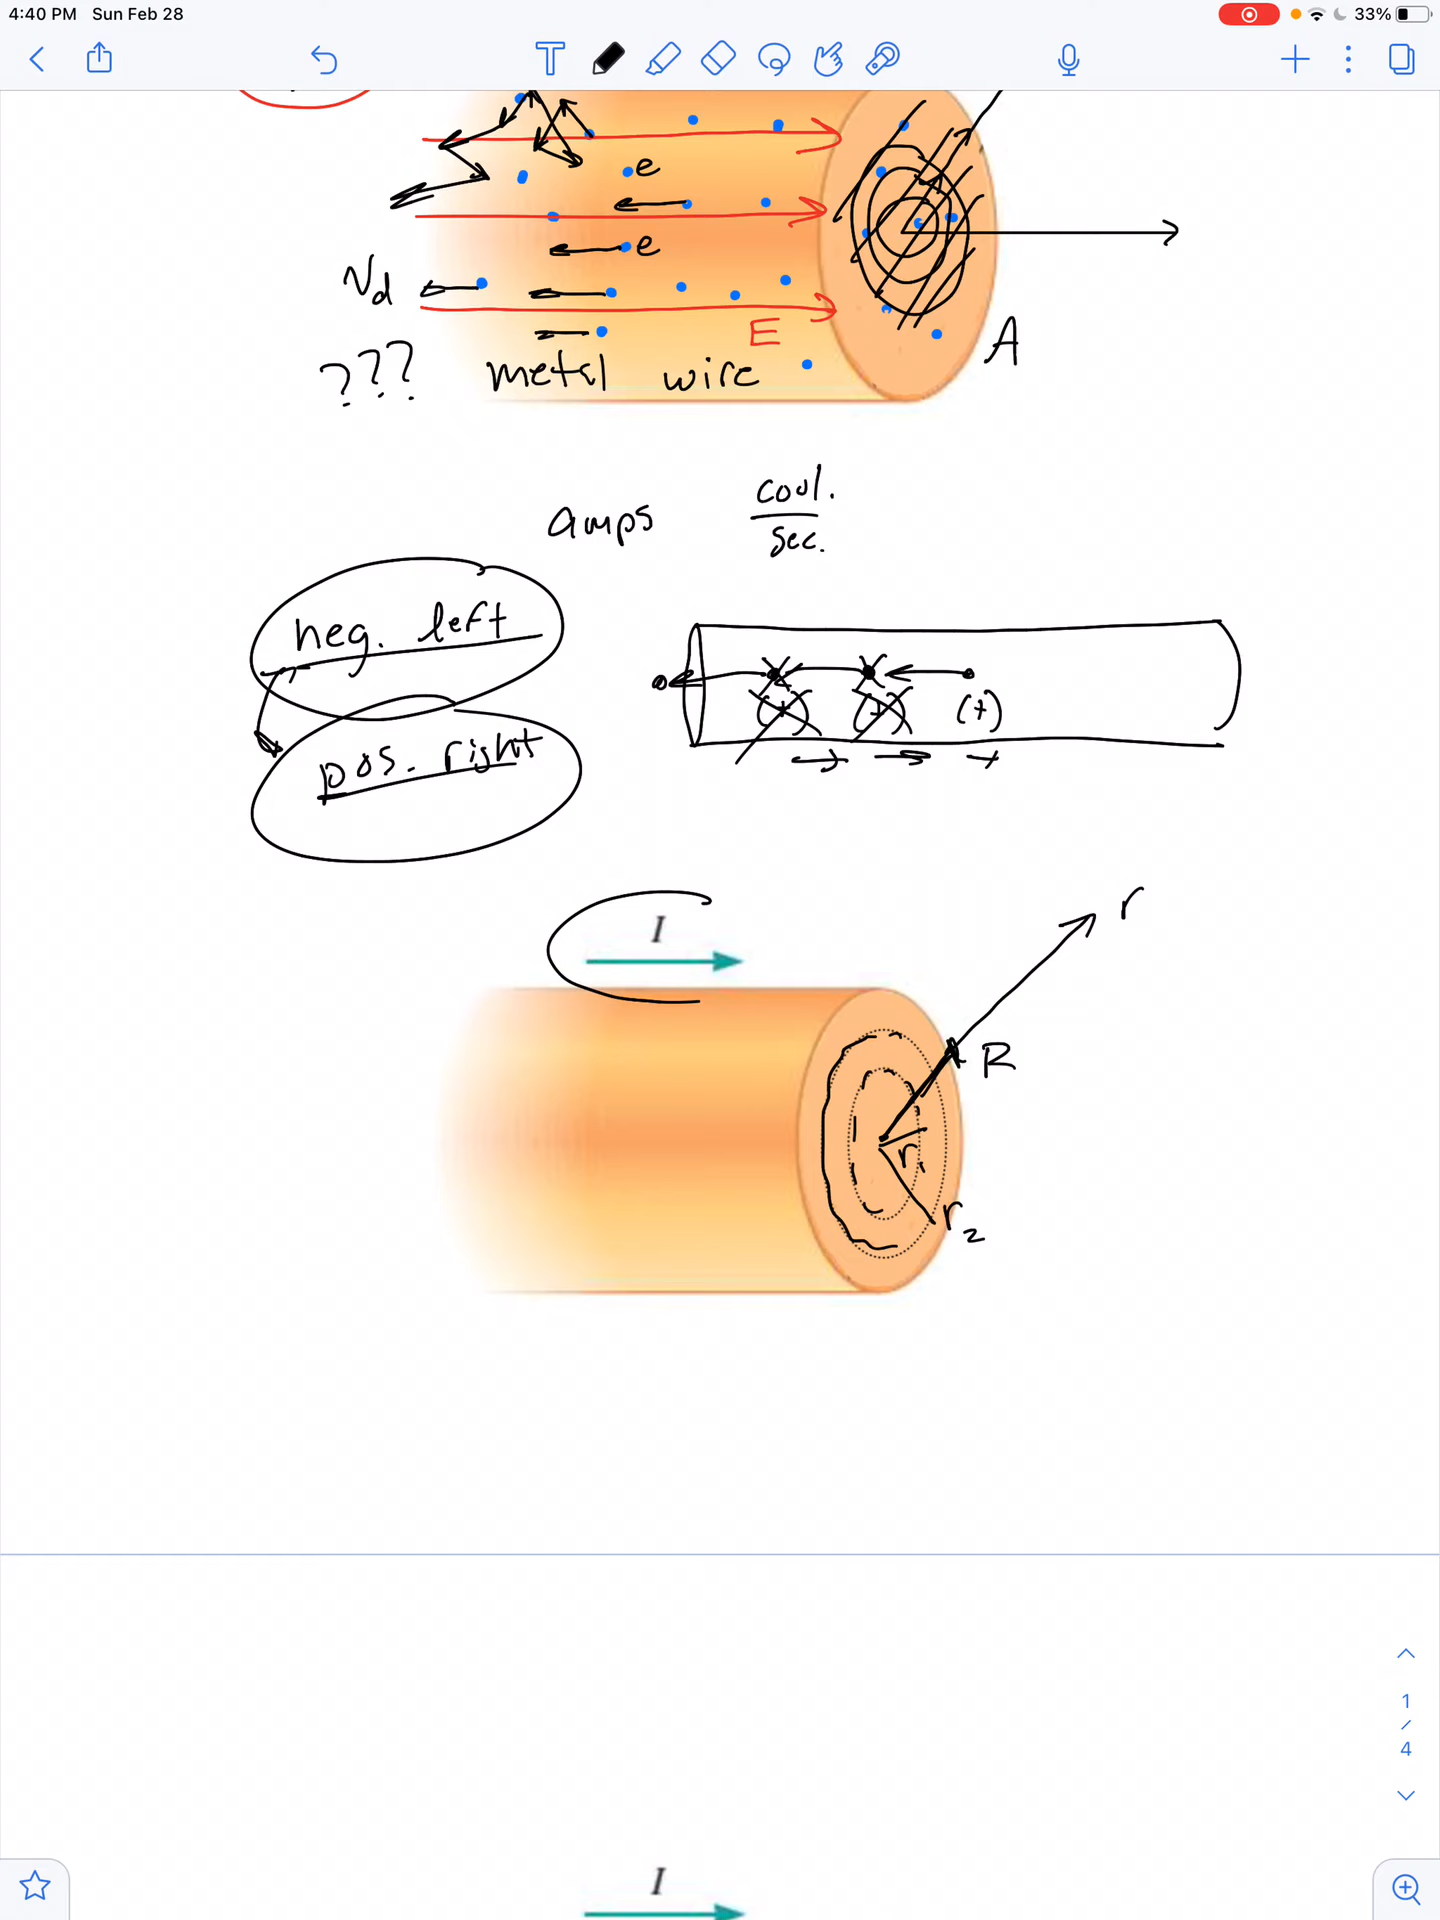 4:40 PM Sun Feb 28
33%
T
e
e
Vd
E
A
??? metal wire
amps
coul.
sec.
neg. left
(+) (+) (+)
pos. right
I
r
R
r1
r2
1
/
4
I